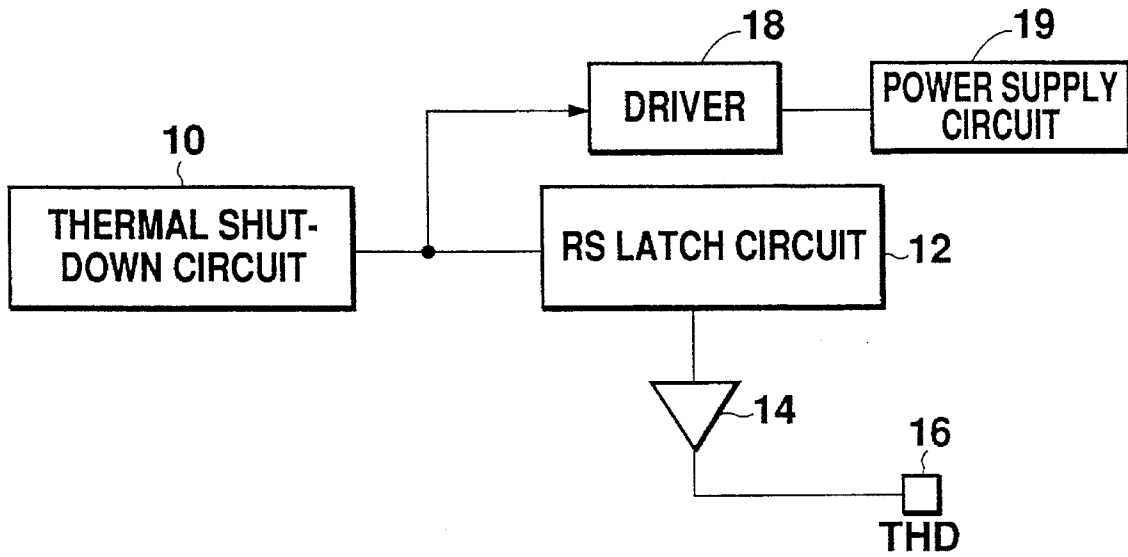 18
19
DRIVER
POWER SUPPLY
CIRCUIT
10
THERMAL SHUT-
DOWN CIRCUIT
RS LATCH CIRCUIT
12
14
16
THD